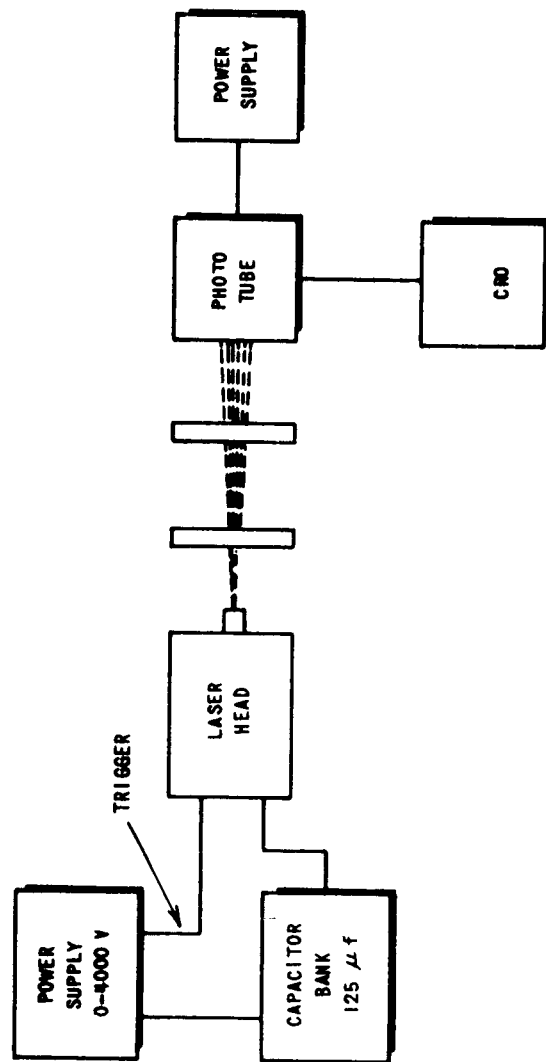 POWER
SUPPLY
0-4000 V
TRIGGER
CAPACITOR
BANK
125 μf
LASER
HEAD
PHOTO
TUBE
POWER
SUPPLY
CRO